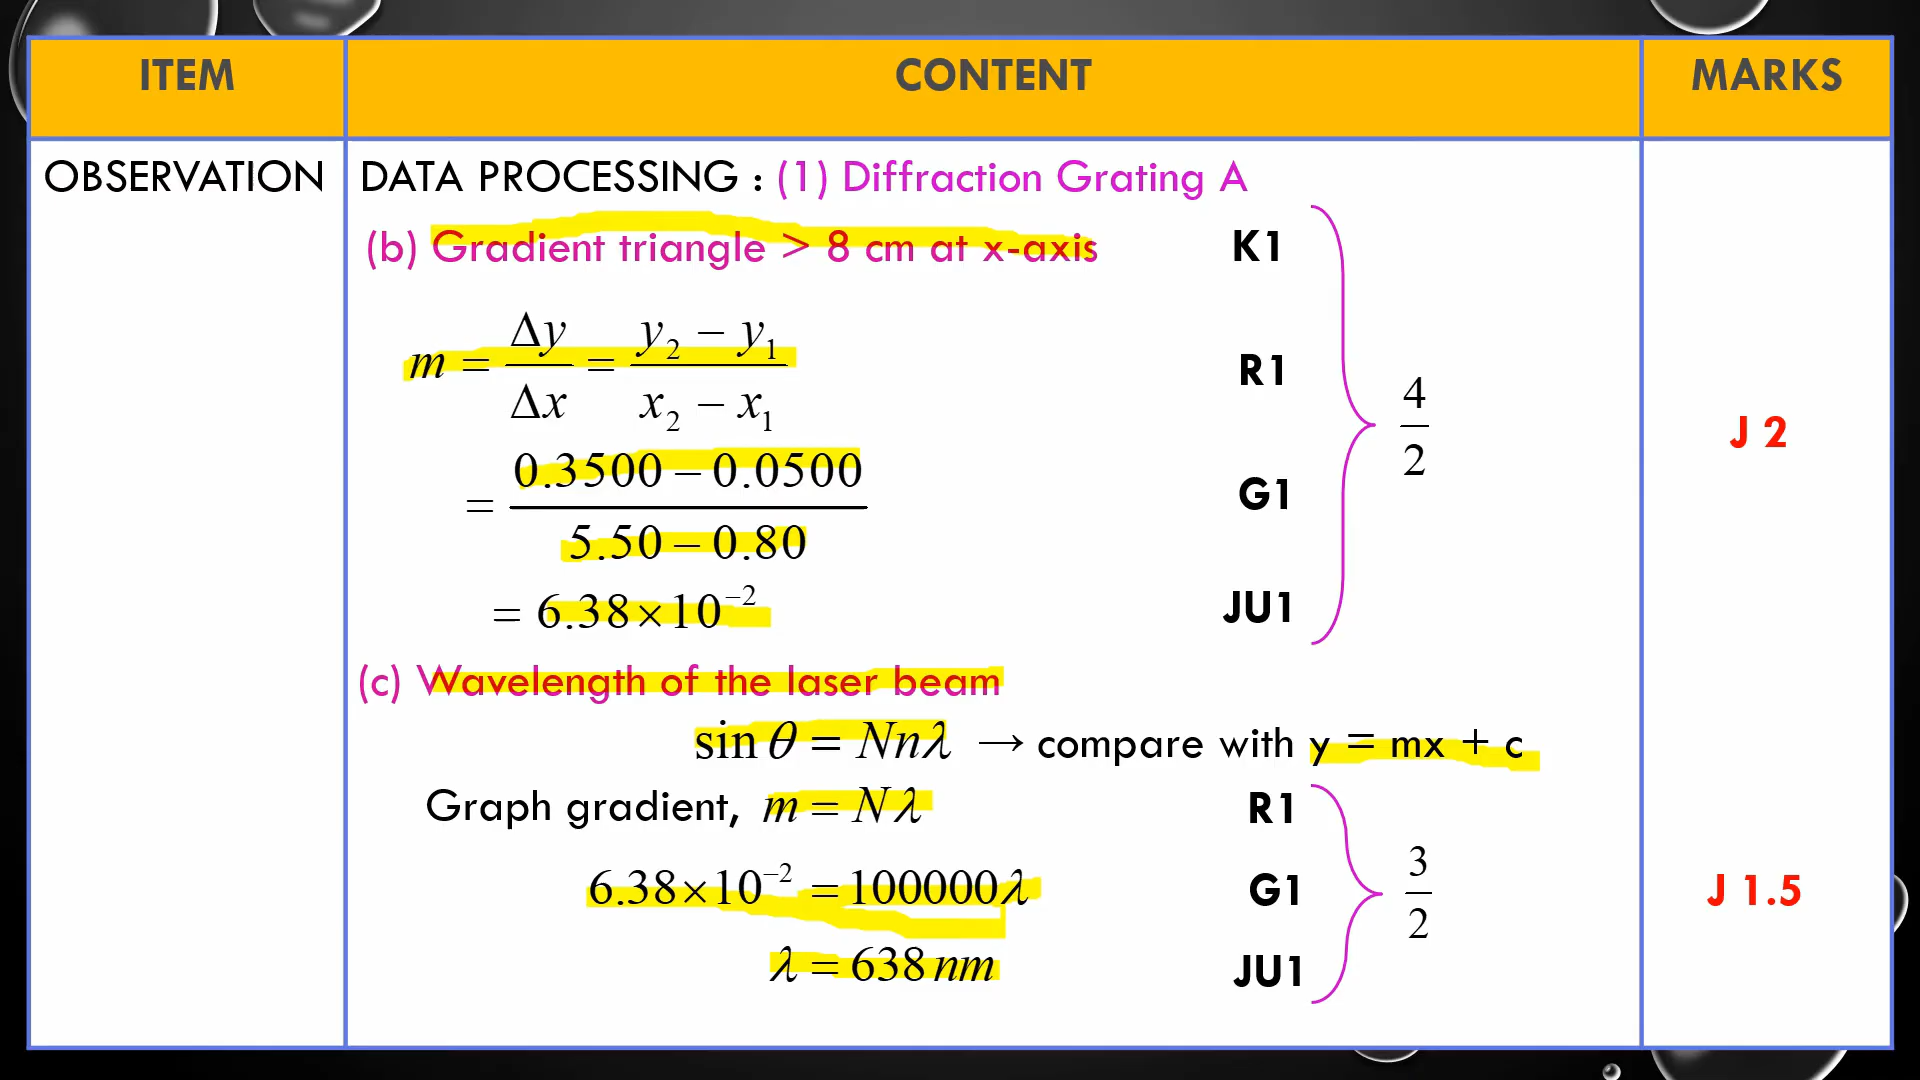 ITEM CONTENT MARKS
OBSERVATION DATA PROCESSING : (1) Diffraction Grating A
(b) Gradient triangle > 8 cm at x-axis K1
m = Δy/Δx = (y₂ − y₁)/(x₂ − x₁) R1
= (0.3500 − 0.0500)/(5.50 − 0.80) G1
= 6.38×10⁻² JU1
4/2
J 2
(c) Wavelength of the laser beam
sin θ = Nnλ → compare with y = mx + c
Graph gradient, m = Nλ R1
6.38×10⁻² = 100000λ G1
λ = 638 nm JU1
3/2
J 1.5